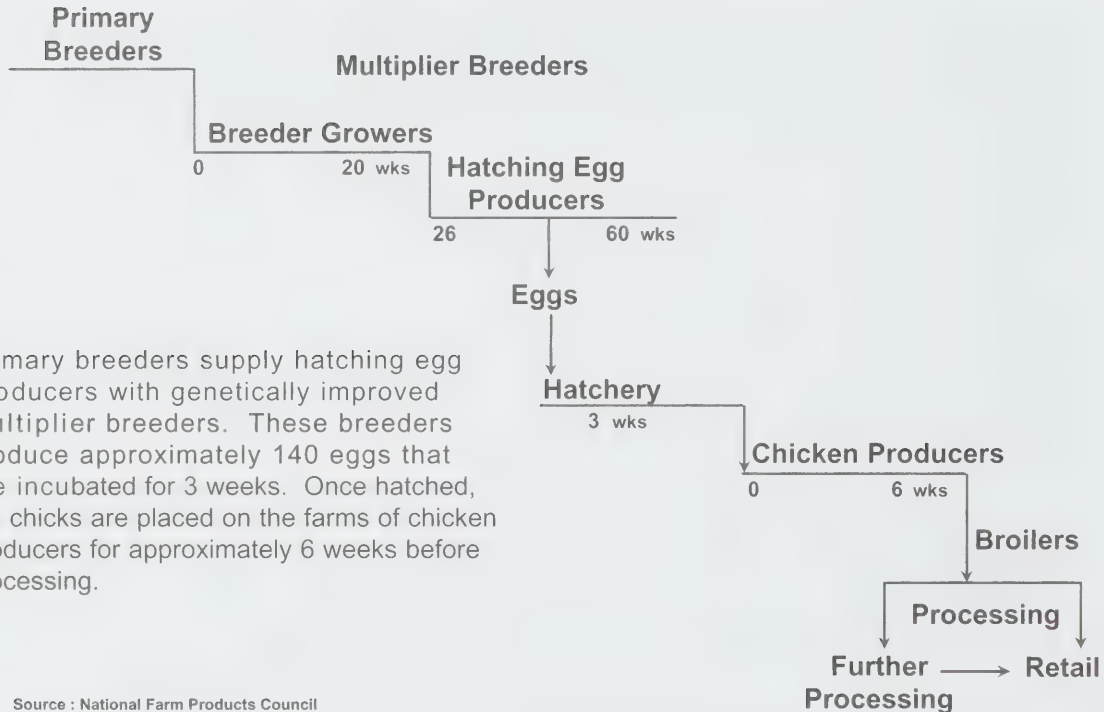 Primary
Breeders
Multiplier Breeders
Breeder Growers
0 20 wks
Hatching Egg
Producers
26 60 wks
Eggs
Hatchery
3 wks
Chicken Producers
0 6 wks
Broilers
Processing
Further
Processing
Retail
imary breeders supply hatching egg
oducers with genetically improved
ultiplier breeders. These breeders
oduce approximately 140 eggs that
e incubated for 3 weeks. Once hatched,
chicks are placed on the farms of chicken
oducers for approximately 6 weeks before
ocessing.
Source : National Farm Products Council